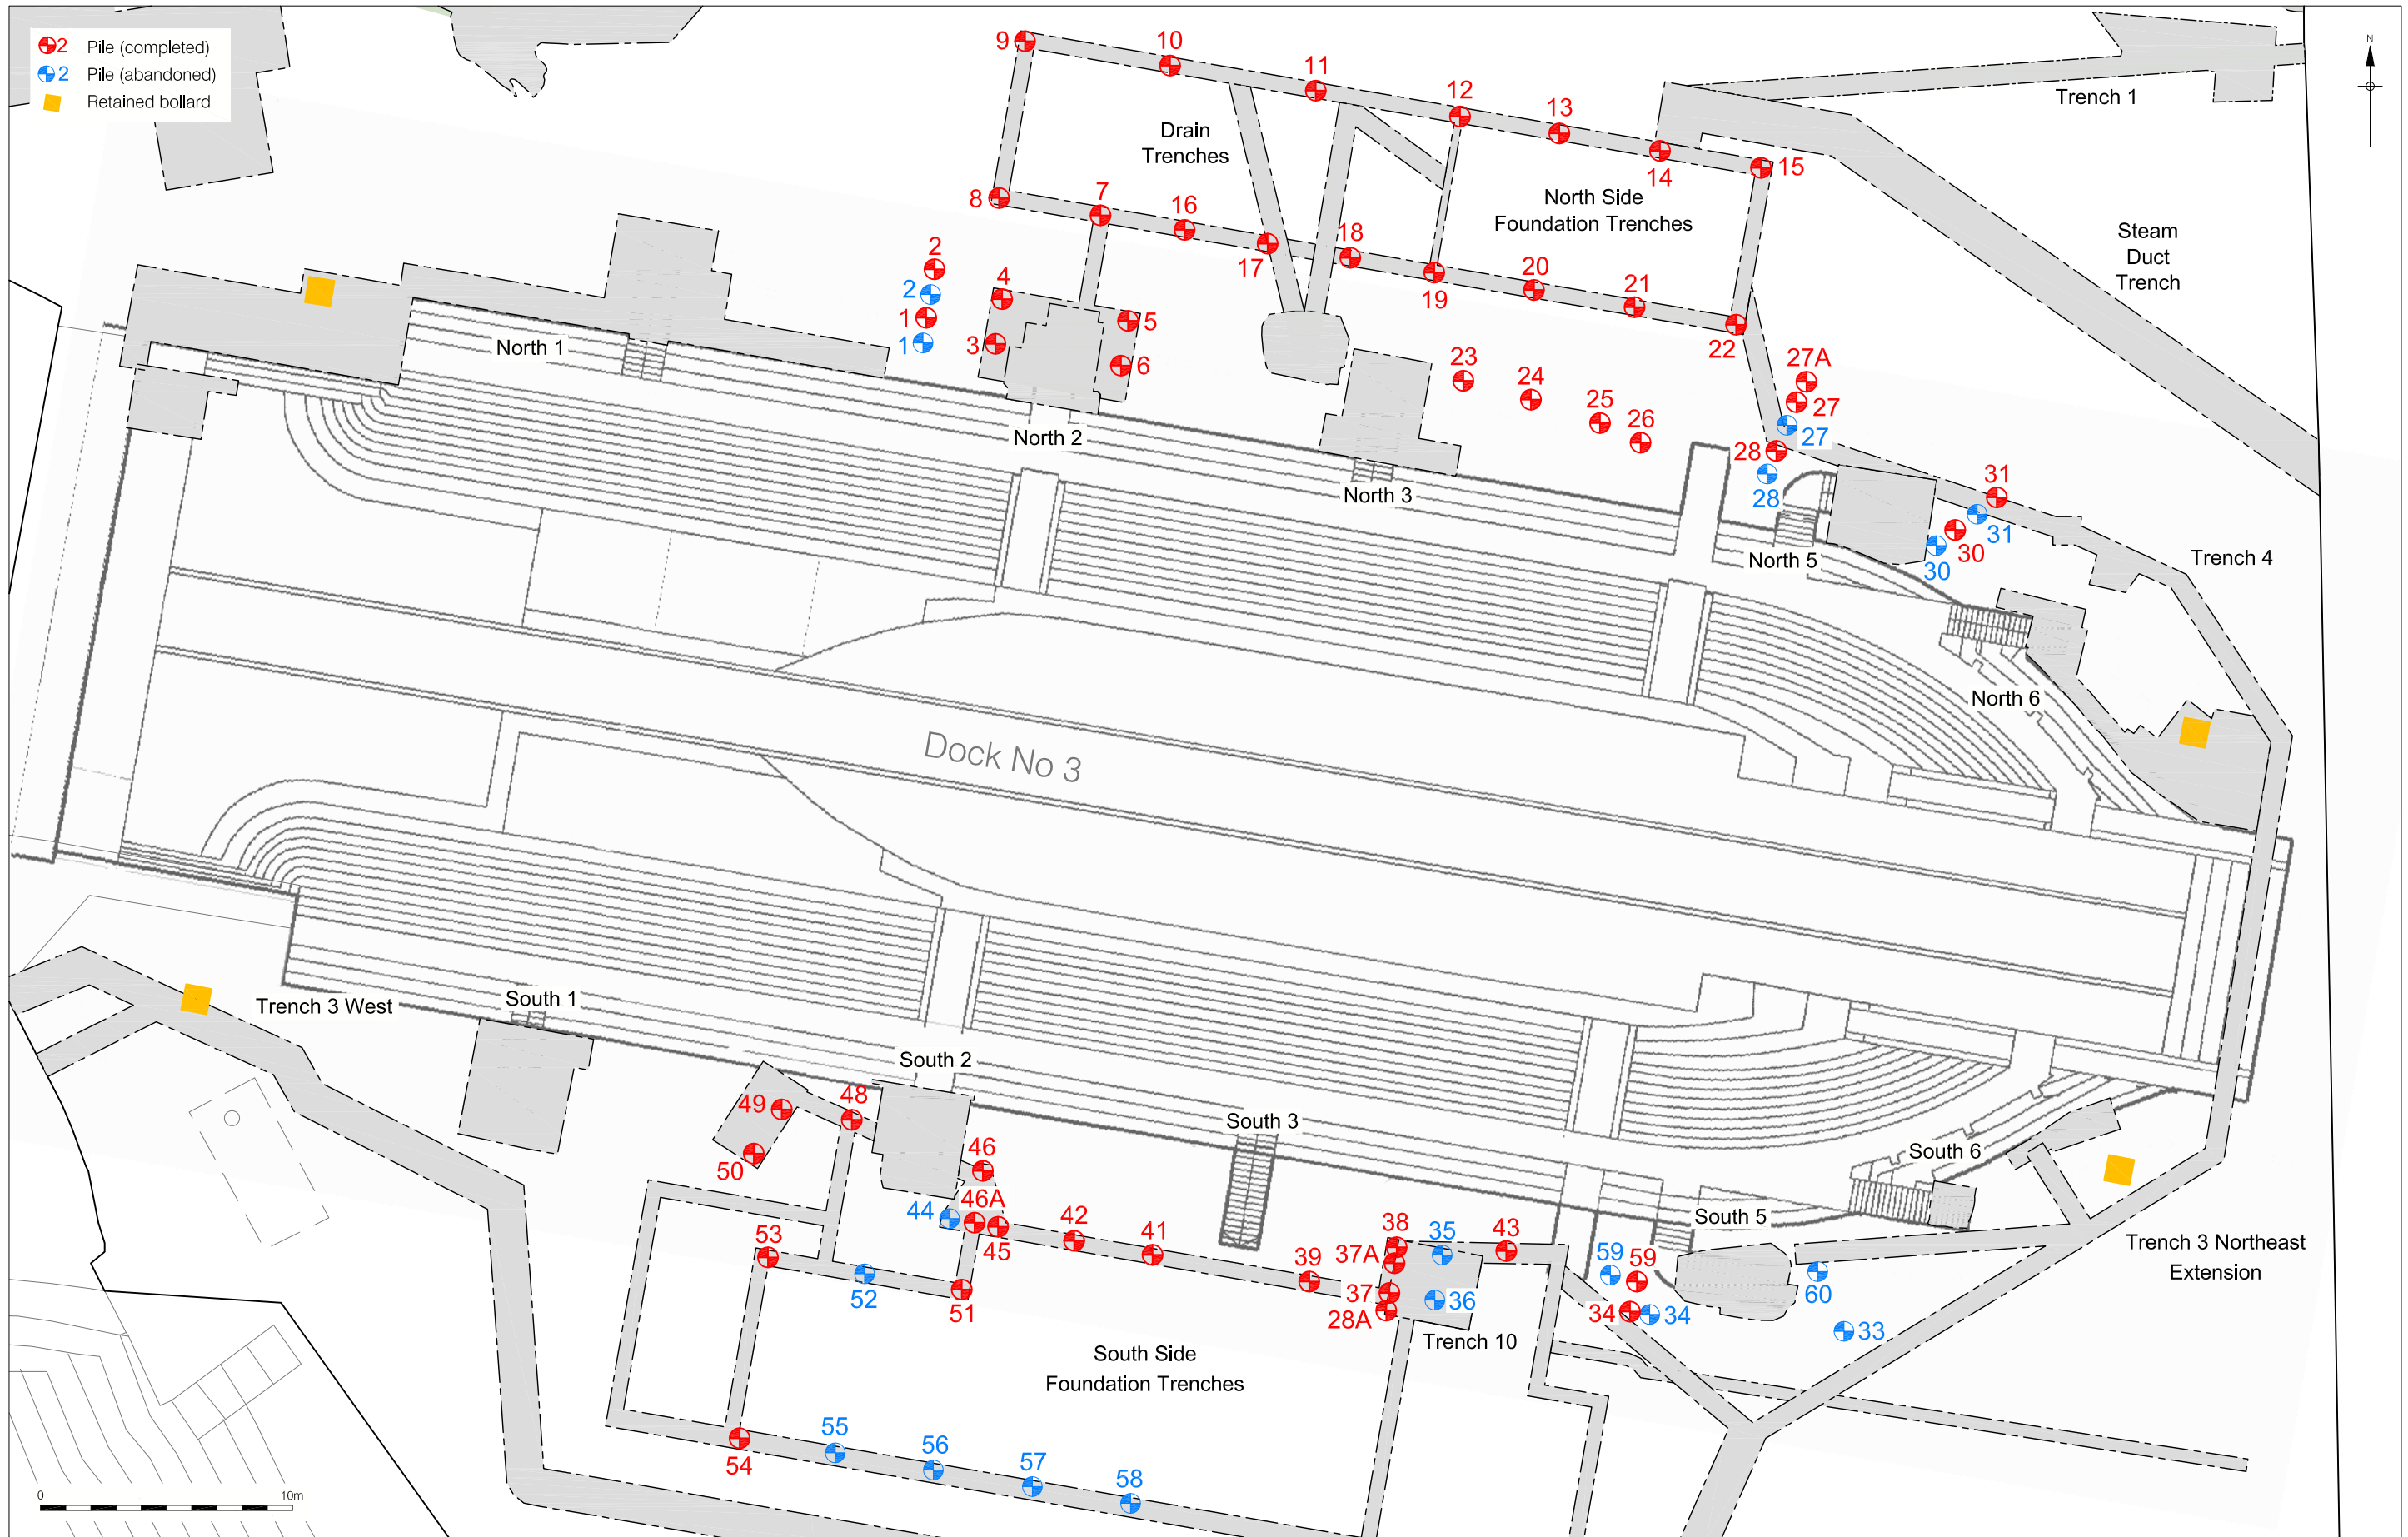 2 Pile (completed)
2 Pile (abandoned)
Retained bollard
N
9
10
11
12
13
14
15
Trench 1
Drain
Trenches
North Side
Foundation Trenches
Steam
Duct
Trench
8
7
16
17
18
19
20
21
22
2
2
1
1
4
3
5
6
23
24
25
26
27A
27
27
28
28
31
31
30
30
North 1
North 2
North 3
North 5
Trench 4
North 6
Dock No 3
Trench 3 West
South 1
South 2
South 3
South 5
South 6
Trench 3 Northeast
Extension
49
48
50
46
46A
44
45
42
41
39
38
37A
37
28A
35
36
43
59
59
34
34
60
33
53
52
51
Trench 10
South Side
Foundation Trenches
54
55
56
57
58
0
10m